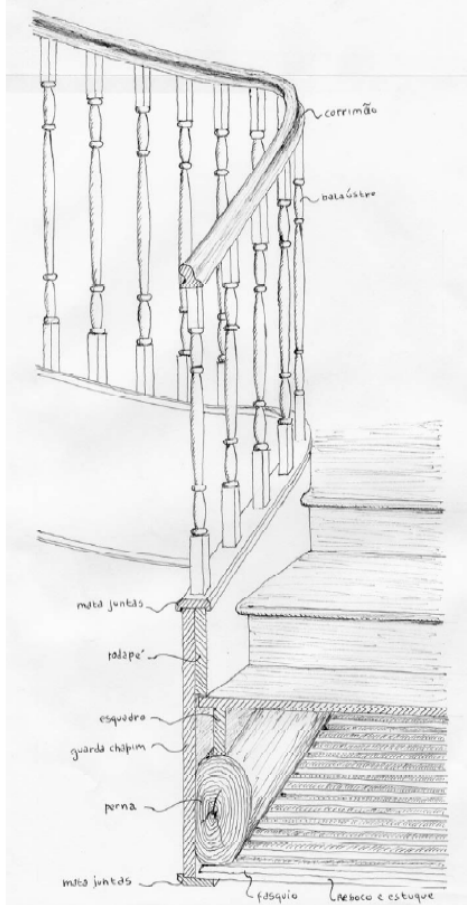 corrimão
balaústre
mata juntas
rodapé
esquadro
guarda chapim
perna
mata juntas
fasquio
Reboco e estuque